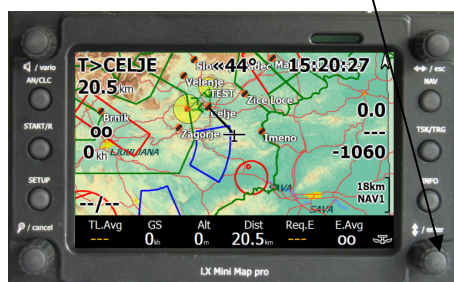 / vario
AN/CLC
START/R
SETUP
/ cancel
T>CELJE
«44°
15:20:27
20.5km
Velenje
TEST
Žiče Loče
Celje
Brnik
Zagorje
Imeno
LJUBLJANA
SAVA
SAVA
oo
0kh
--/--
0.0
---
-1060
18km
NAV1
TL.Avg GS Alt Dist Req.E E.Avg
--- 0kh 0m 20.5km --- oo
/ esc
NAV
TSK/TRG
INFO
/ enter
LX Mini Map pro